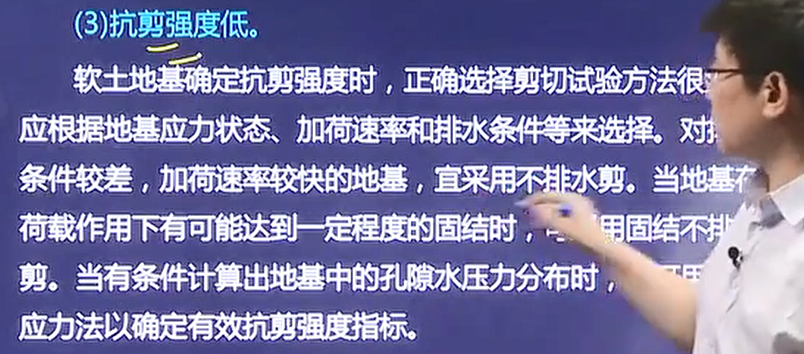 (3)抗剪强度低。
软土地基确定抗剪强度时，正确选择剪切试验方法很
应根据地基应力状态、加荷速率和排水条件等来选择。对排
条件较差，加荷速率较快的地基，宜采用不排水剪。当地基在
荷载作用下有可能达到一定程度的固结时，可 用固结不排
剪。当有条件计算出地基中的孔隙水压力分布时，
应力法以确定有效抗剪强度指标。